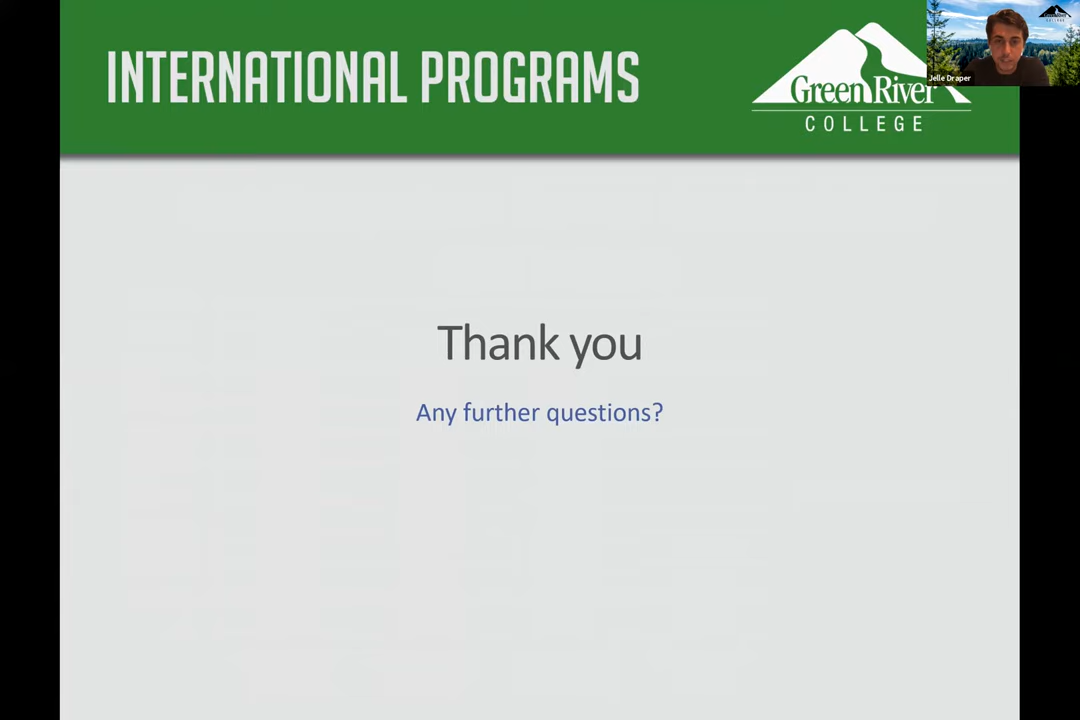 INTERNATIONAL PROGRAMS
Green River
COLLEGE
Jelle Draper
Thank you
Any further questions?